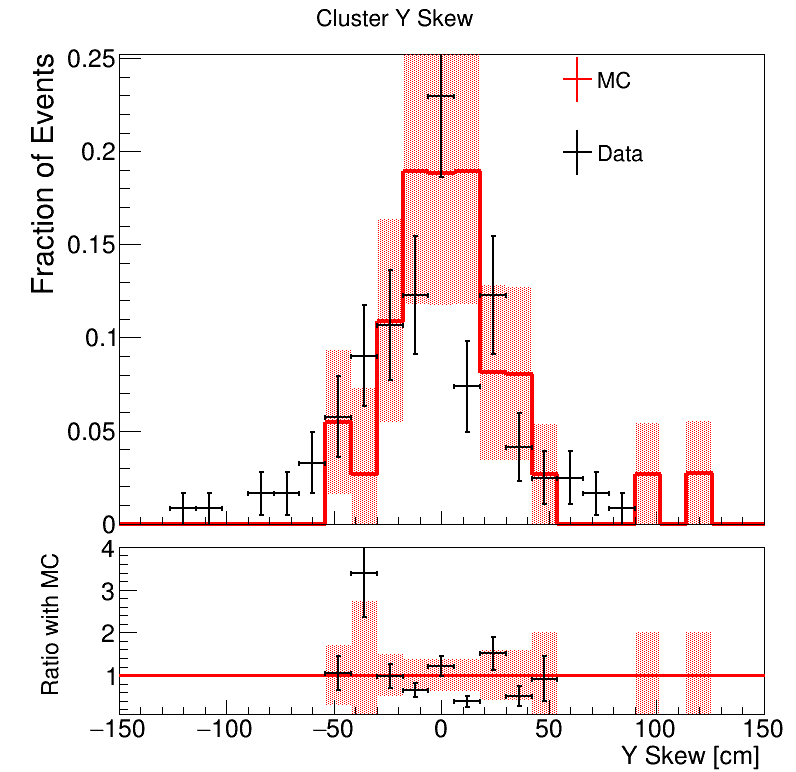 Cluster Y Skew
Fraction of Events
0.25
0.2
0.15
0.1
0.05
0
MC
Data
Ratio with MC
4
3
2
1
−150 −100 −50 0 50 100 150
Y Skew [cm]